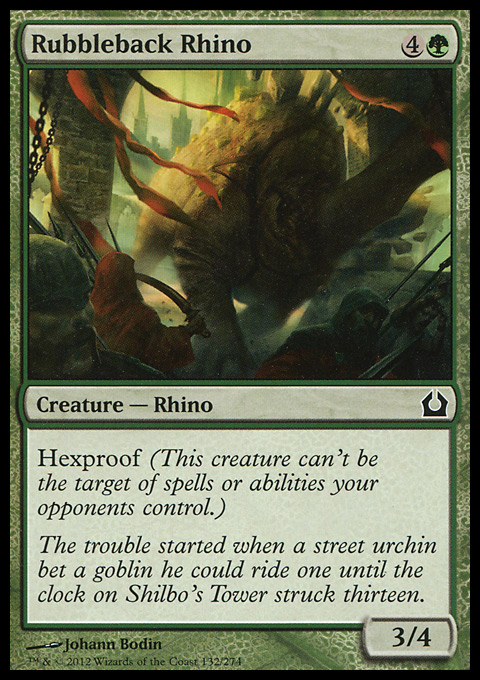 Rubbleback Rhino 4
Creature — Rhino
Hexproof (This creature can't be
the target of spells or abilities your
opponents control.)
The trouble started when a street urchin
bet a goblin he could ride one until the
clock on Shilbo's Tower struck thirteen.
Johann Bodin
3/4
™ & © 2012 Wizards of the Coast 132/274